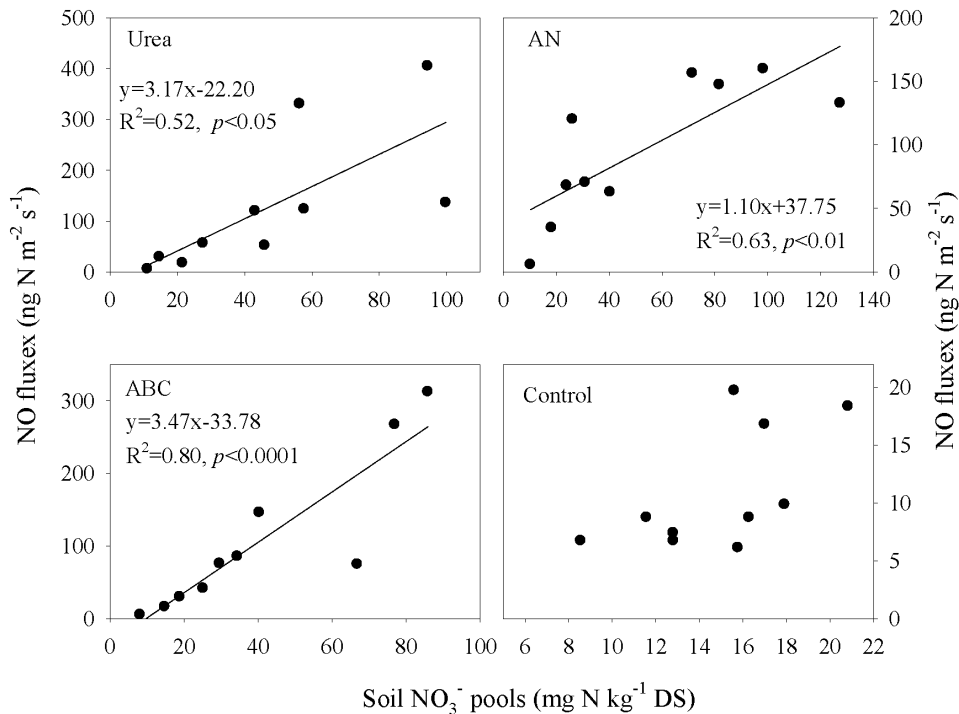 Urea
y=3.17x-22.20
R²=0.52, p<0.05
500
400
300
200
100
0
0 20 40 60 80 100
AN
y=1.10x+37.75
R²=0.63, p<0.01
200
150
100
50
0
0 20 40 60 80 100 120 140
ABC
y=3.47x-33.78
R²=0.80, p<0.0001
300
200
100
0
0 20 40 60 80 100
Control
20
15
10
5
0
6 8 10 12 14 16 18 20 22
NO fluxex (ng N m⁻² s⁻¹)
NO fluxex (ng N m⁻² s⁻¹)
Soil NO₃⁻ pools (mg N kg⁻¹ DS)